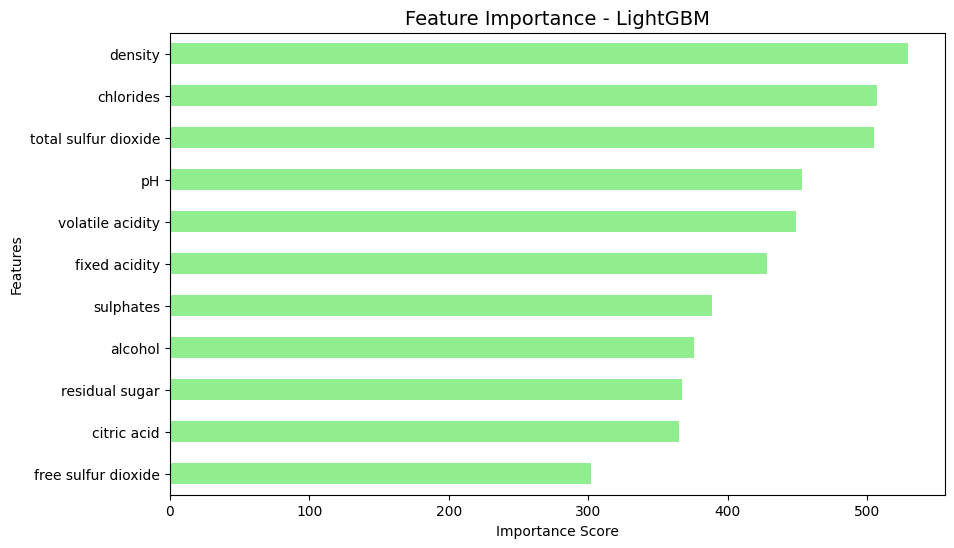 Feature Importance - LightGBM
density
chlorides
total sulfur dioxide
pH
volatile acidity
fixed acidity
sulphates
alcohol
residual sugar
citric acid
free sulfur dioxide
Features
0 100 200 300 400 500
Importance Score